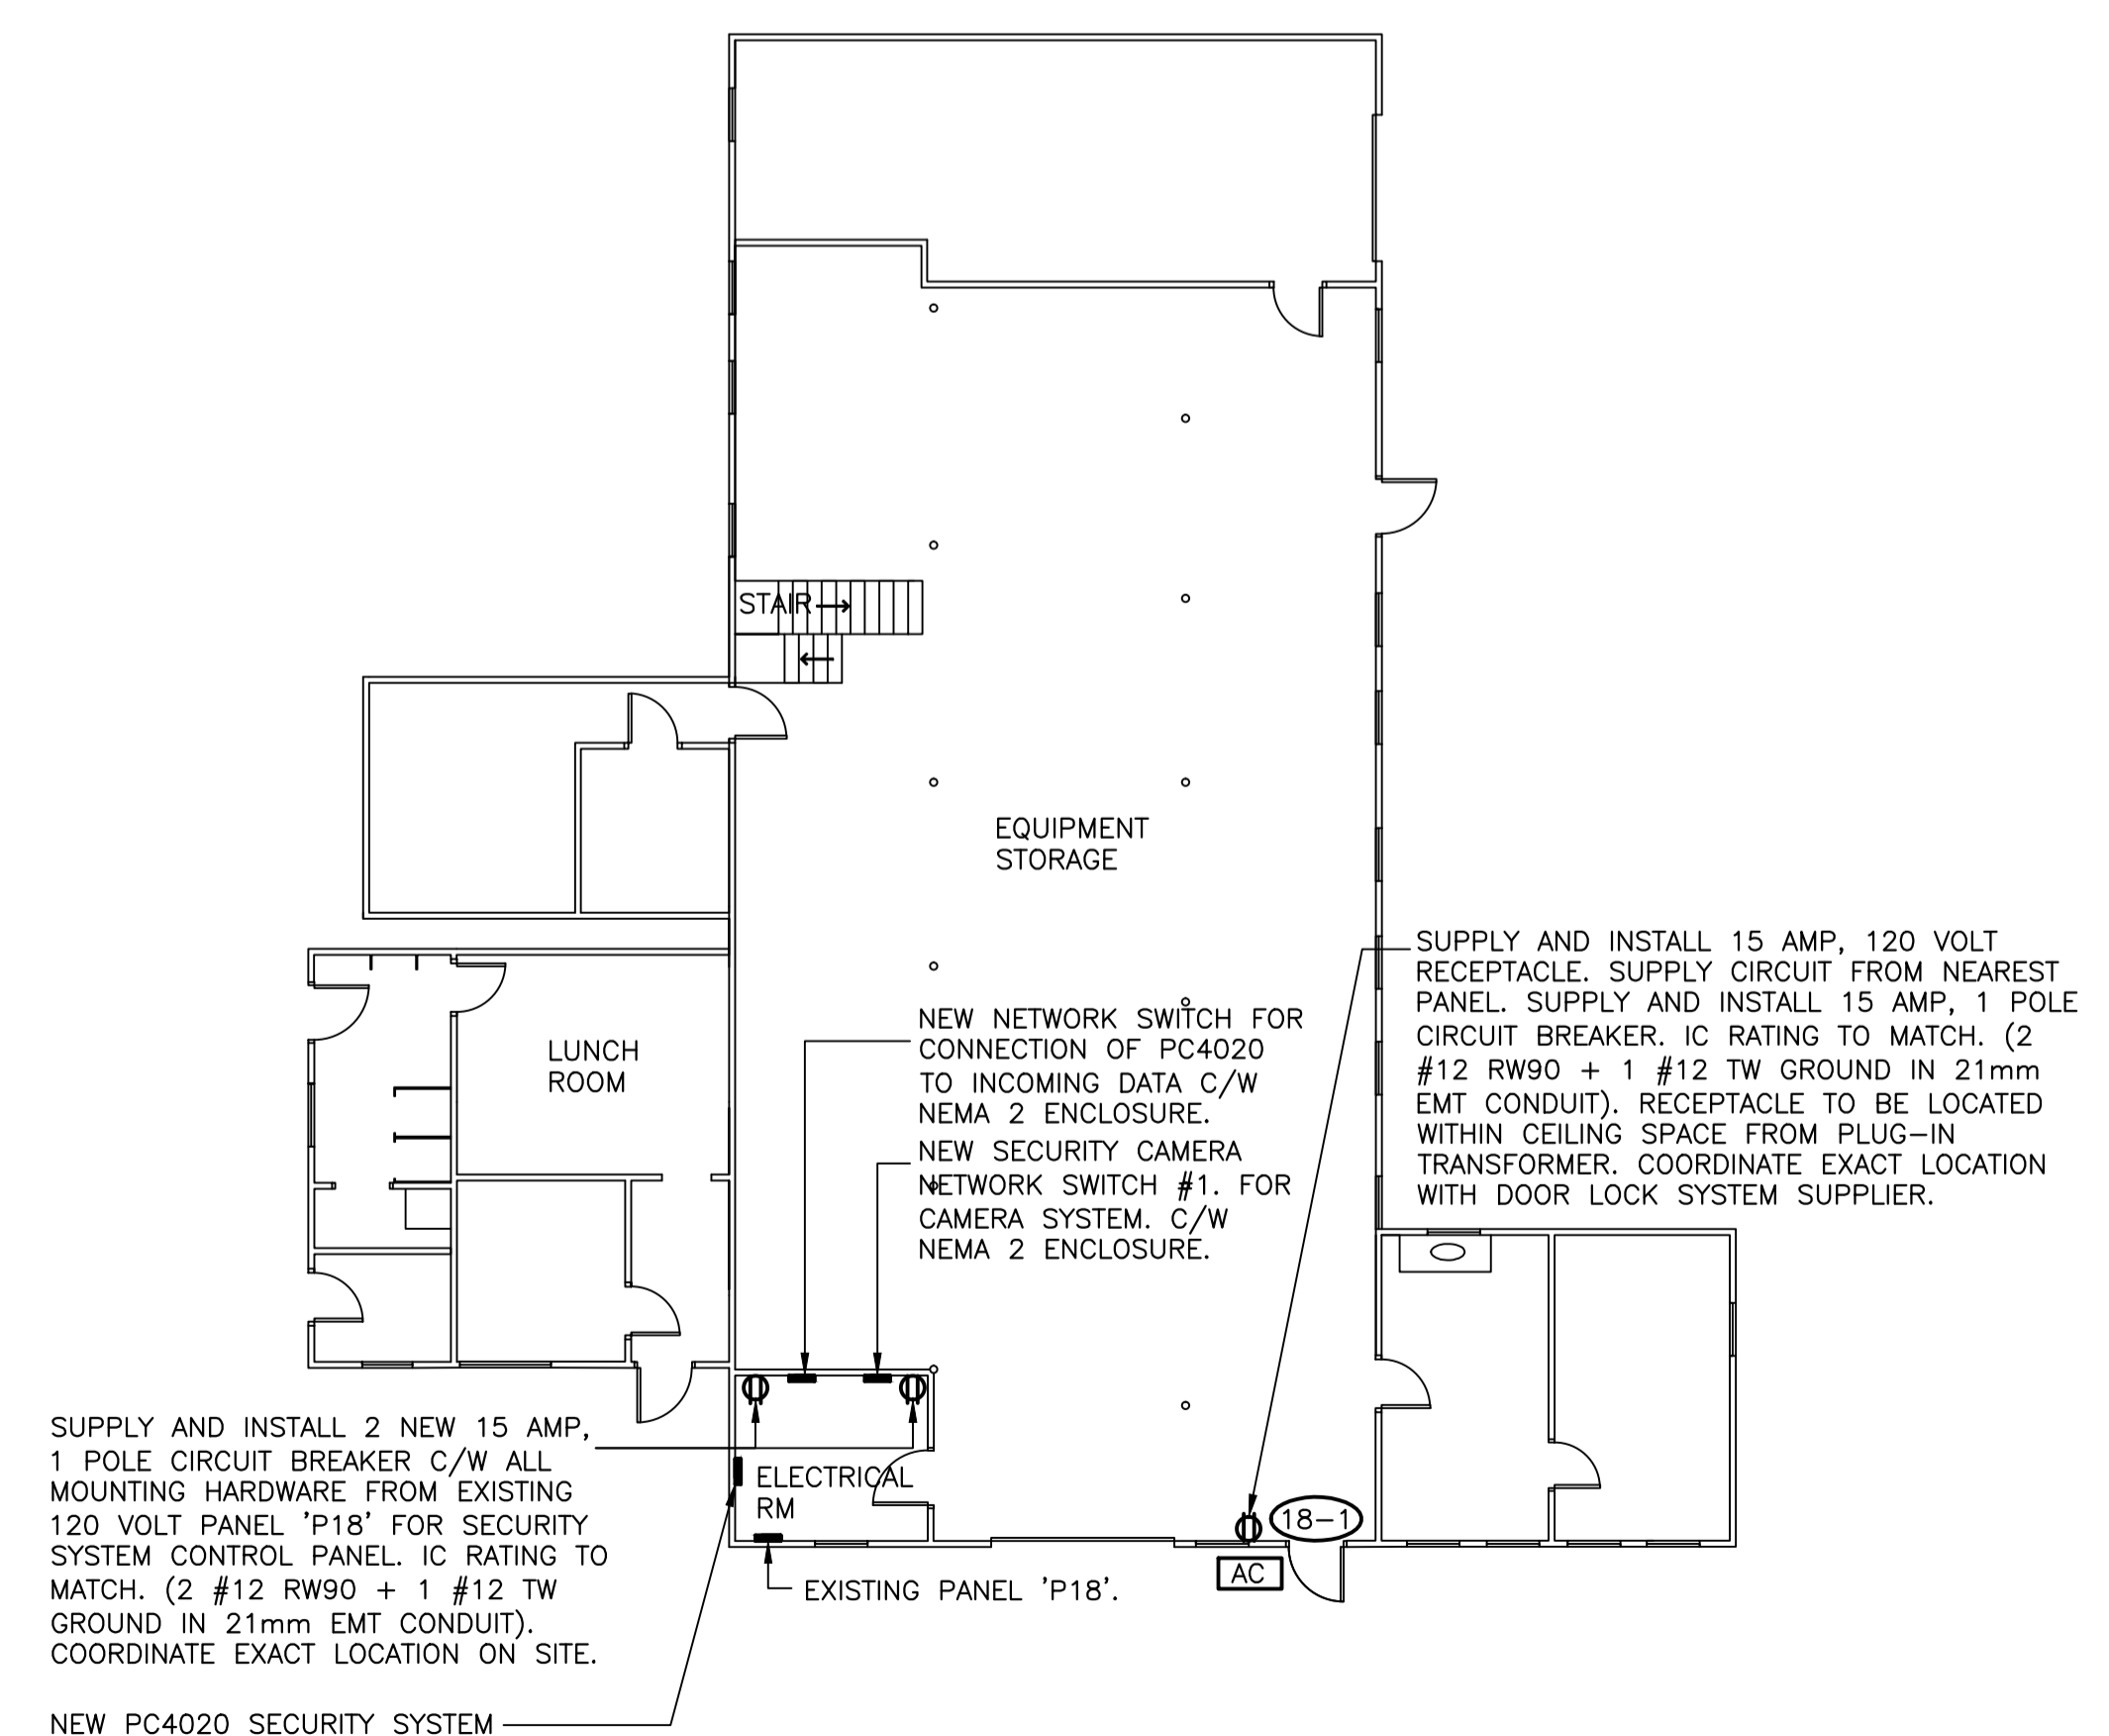 STAIR
EQUIPMENT
STORAGE
LUNCH
ROOM
NEW NETWORK SWITCH FOR
CONNECTION OF PC4020
TO INCOMING DATA C/W
NEMA 2 ENCLOSURE.
NEW SECURITY CAMERA
NETWORK SWITCH #1. FOR
CAMERA SYSTEM. C/W
NEMA 2 ENCLOSURE.
SUPPLY AND INSTALL 15 AMP, 120 VOLT
RECEPTACLE. SUPPLY CIRCUIT FROM NEAREST
PANEL. SUPPLY AND INSTALL 15 AMP, 1 POLE
CIRCUIT BREAKER. IC RATING TO MATCH. (2
#12 RW90 + 1 #12 TW GROUND IN 21mm
EMT CONDUIT). RECEPTACLE TO BE LOCATED
WITHIN CEILING SPACE FROM PLUG-IN
TRANSFORMER. COORDINATE EXACT LOCATION
WITH DOOR LOCK SYSTEM SUPPLIER.
SUPPLY AND INSTALL 2 NEW 15 AMP,
1 POLE CIRCUIT BREAKER C/W ALL
MOUNTING HARDWARE FROM EXISTING
120 VOLT PANEL 'P18' FOR SECURITY
SYSTEM CONTROL PANEL. IC RATING TO
MATCH. (2 #12 RW90 + 1 #12 TW
GROUND IN 21mm EMT CONDUIT).
COORDINATE EXACT LOCATION ON SITE.
ELECTRICAL
RM
18-1
AC
EXISTING PANEL 'P18'.
NEW PC4020 SECURITY SYSTEM